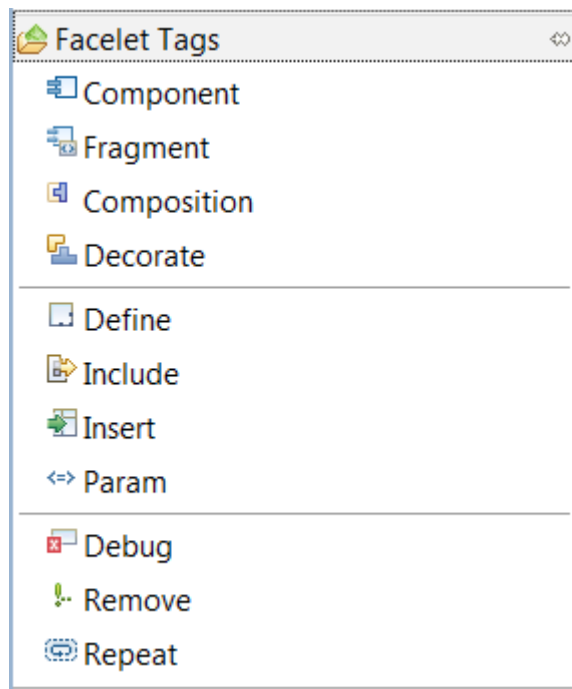 Facelet Tags
Component
Fragment
Composition
Decorate
Define
Include
Insert
Param
Debug
Remove
Repeat